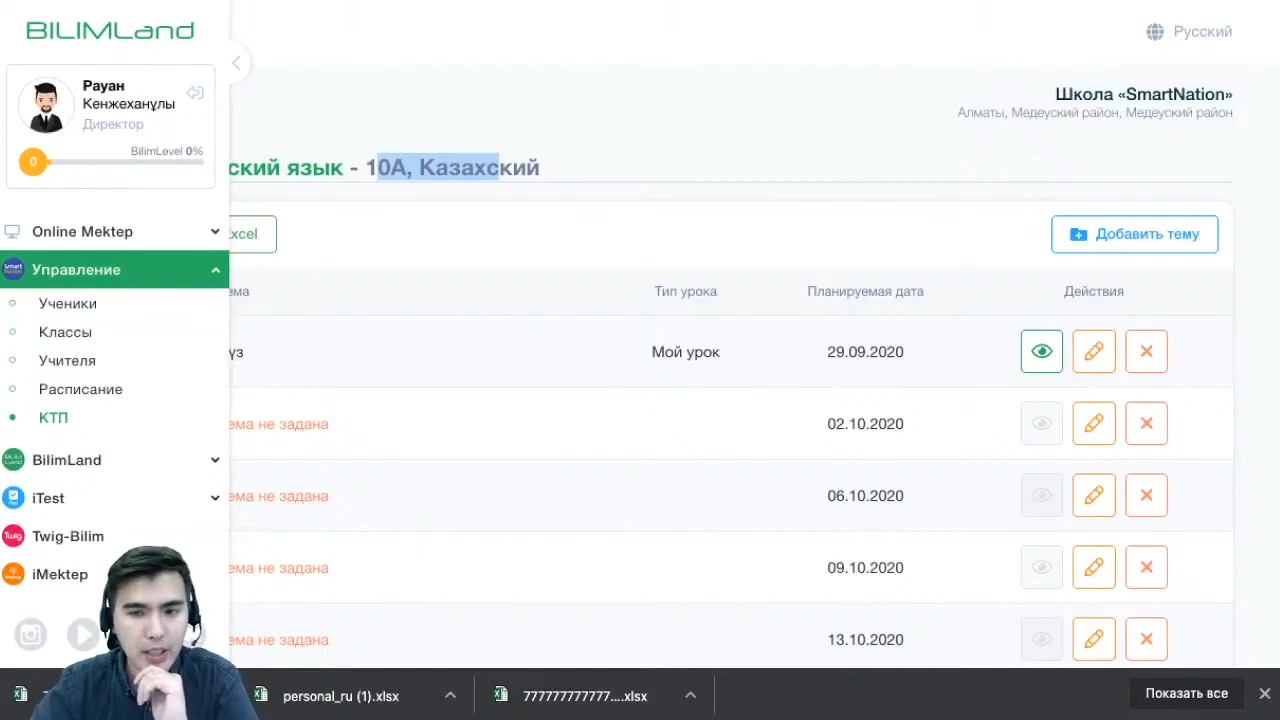 BILIMLand
Русский
Рауан
Кенжеханұлы
Директор
BilimLevel 0%
0
Школа «SmartNation»
Алматы, Медеуский район, Медеуский район
ский язык - 10А, Казахский
Online Mektep
Excel
Добавить тему
Управление
ема
Тип урока
Планируемая дата
Действия
Ученики
Классы
Учителя
Расписание
КТП
BilimLand
iTest
Twig-Bilim
iMektep
үз
Мой урок
29.09.2020
ема не задана
02.10.2020
ема не задана
06.10.2020
ема не задана
09.10.2020
ема не задана
13.10.2020
personal_ru (1).xlsx
777777777777....xlsx
Показать все